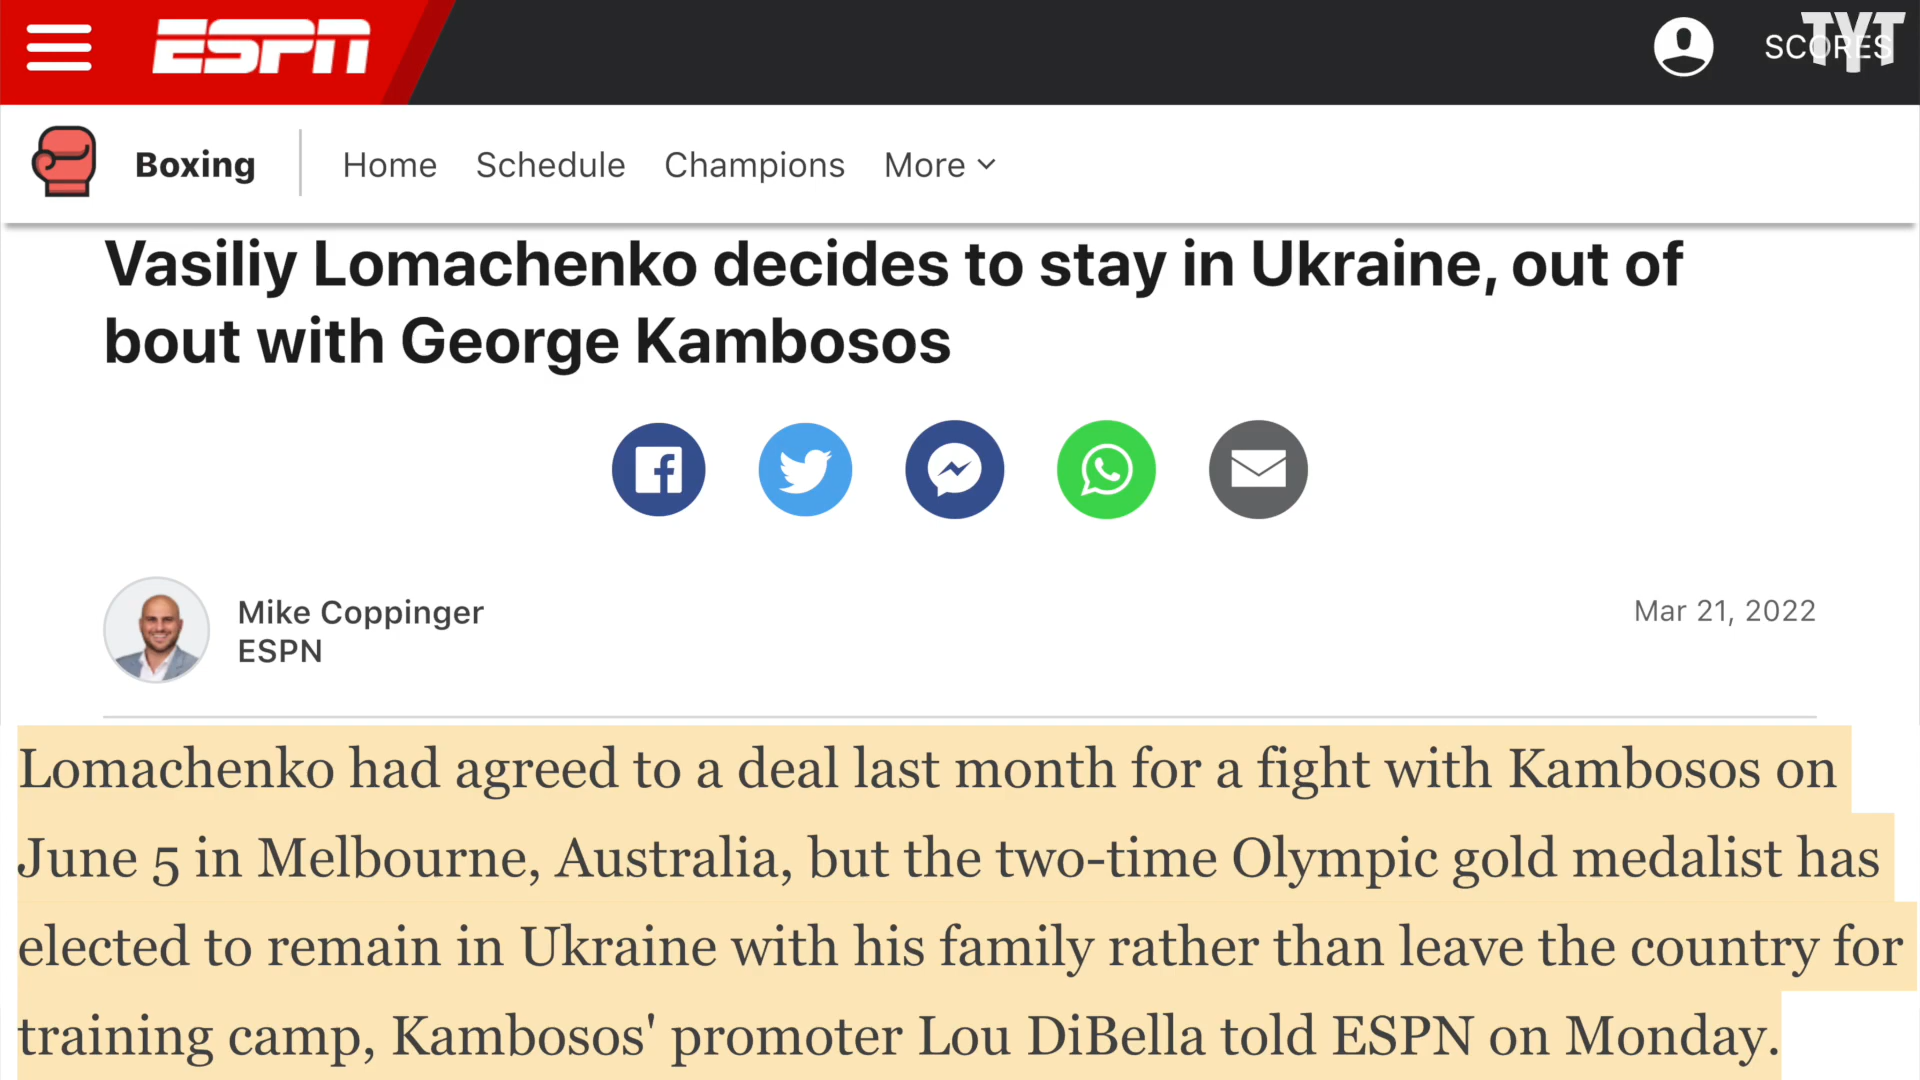 ESPN
SCORES
TYT
Boxing
Home
Schedule
Champions
More
Vasiliy Lomachenko decides to stay in Ukraine, out of
bout with George Kambosos
Mike Coppinger
ESPN
Mar 21, 2022
Lomachenko had agreed to a deal last month for a fight with Kambosos on
June 5 in Melbourne, Australia, but the two-time Olympic gold medalist has
elected to remain in Ukraine with his family rather than leave the country for
training camp, Kambosos' promoter Lou DiBella told ESPN on Monday.